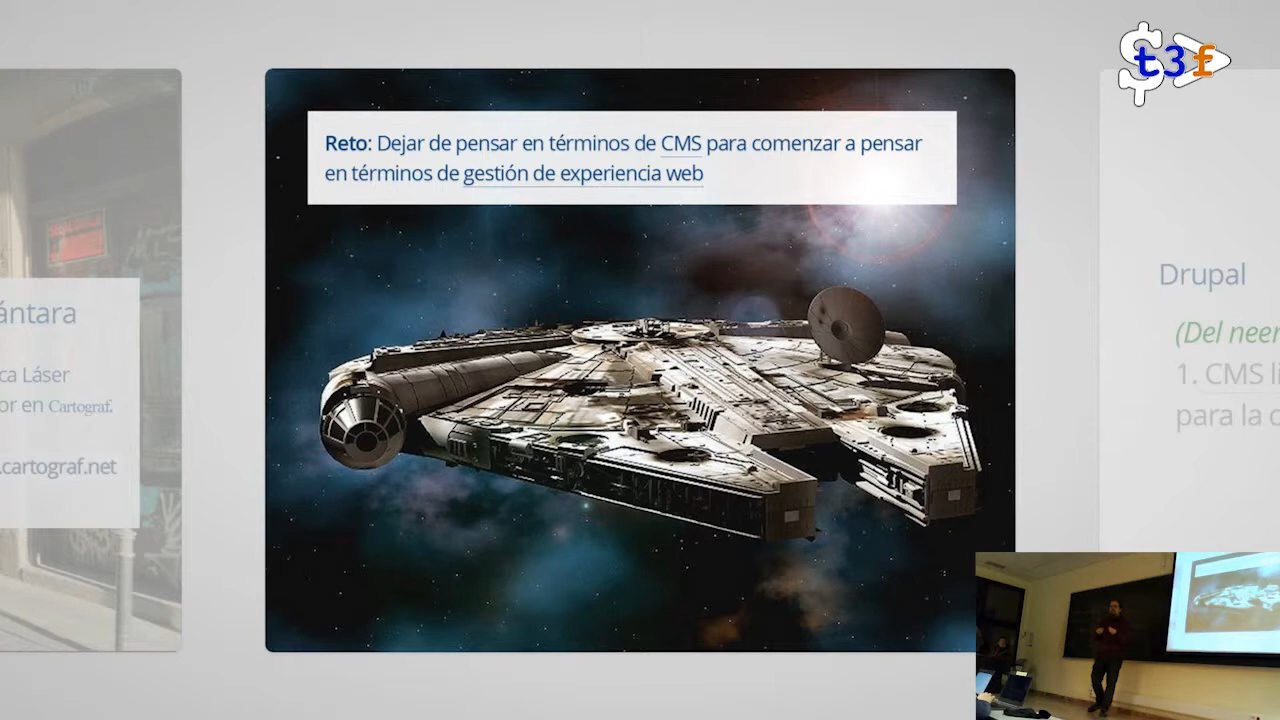 $t3f
Reto: Dejar de pensar en términos de CMS para comenzar a pensar
en términos de gestión de experiencia web
ántara
ca Láser
or en Cartograf.
.cartograf.net
Drupal
(Del neer
1. CMS li
para la c